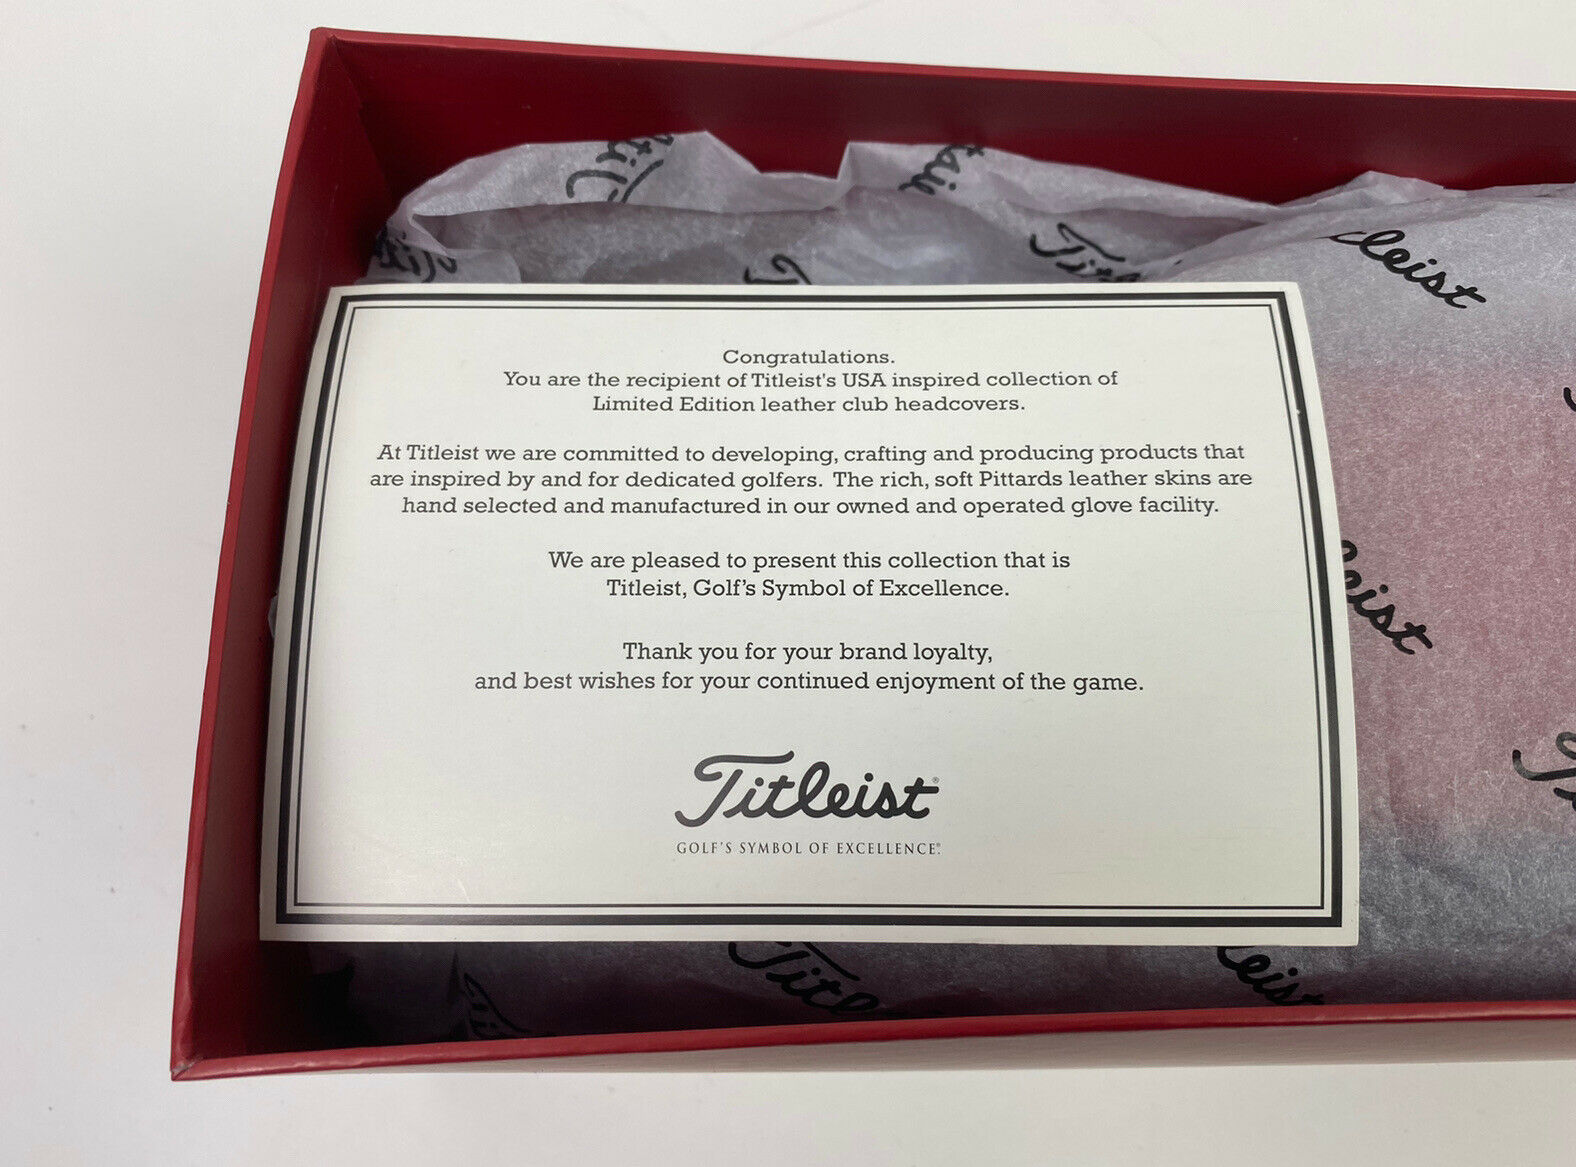 Titleist
Congratulations.
You are the recipient of Titleist's USA inspired collection of
Limited Edition leather club headcovers.
At Titleist we are committed to developing, crafting and producing products that
are inspired by and for dedicated golfers. The rich, soft Pittards leather skins are
hand selected and manufactured in our owned and operated glove facility.
We are pleased to present this collection that is
Titleist, Golf's Symbol of Excellence.
Thank you for your brand loyalty,
and best wishes for your continued enjoyment of the game.
Titleist®
GOLF'S SYMBOL OF EXCELLENCE®